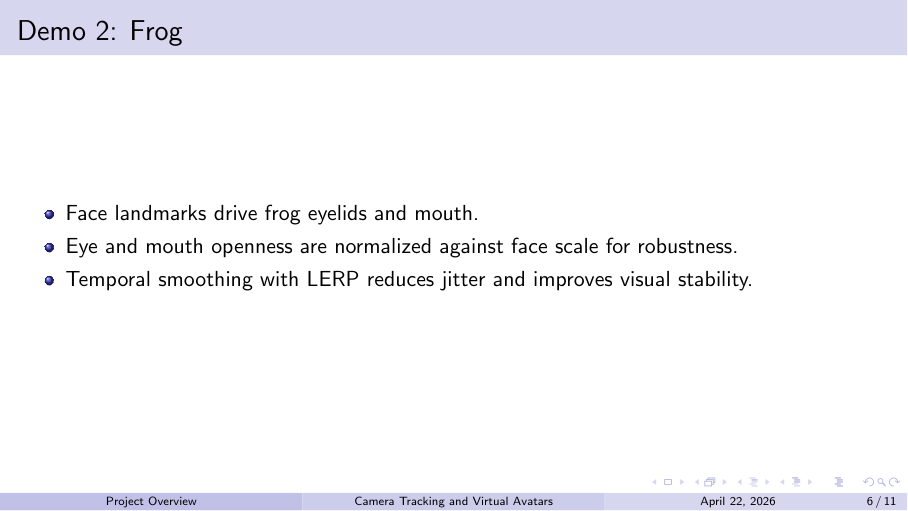 Demo 2: Frog
Face landmarks drive frog eyelids and mouth.
Eye and mouth openness are normalized against face scale for robustness.
Temporal smoothing with LERP reduces jitter and improves visual stability.
Project Overview
Camera Tracking and Virtual Avatars
April 22, 2026
6 / 11